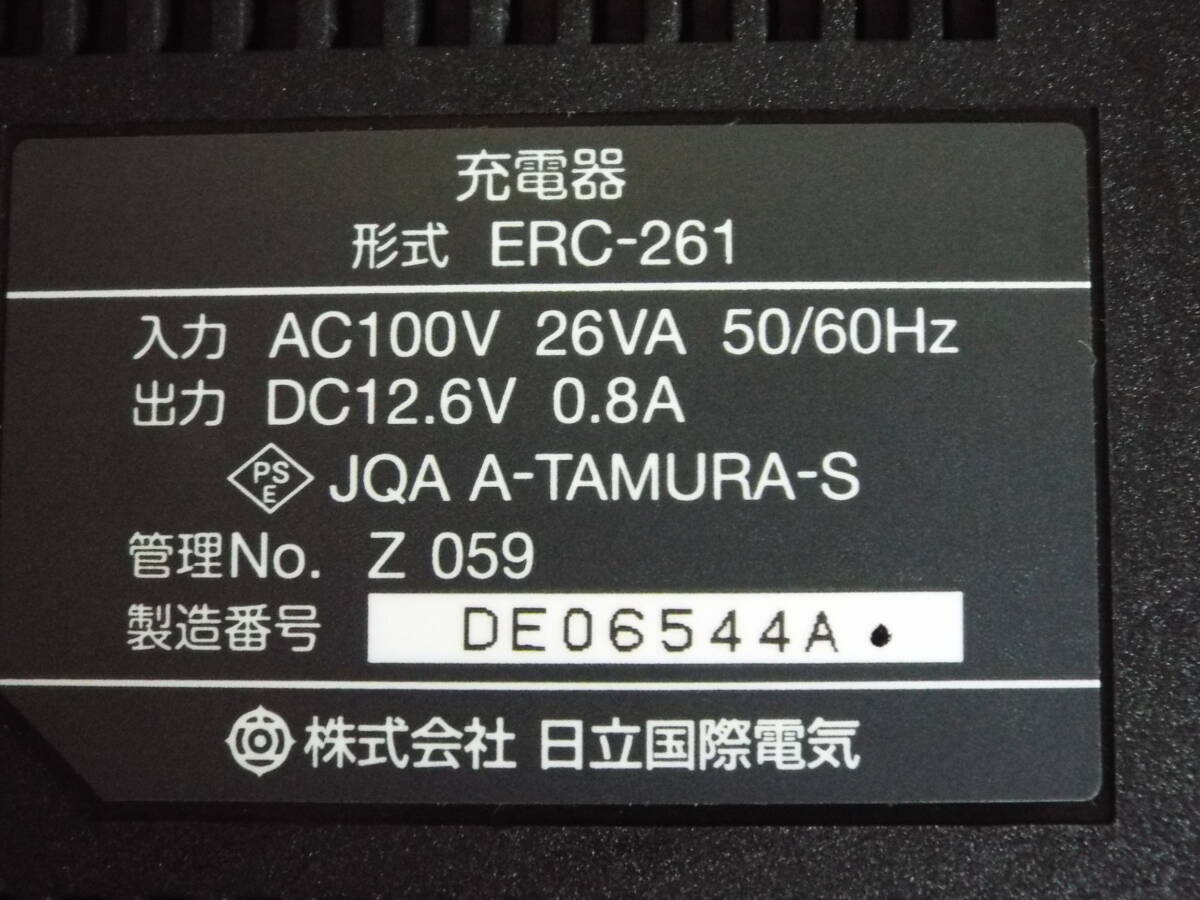 充電器
形式 ERC-261
入力 AC100V 26VA 50/60Hz
出力 DC12.6V 0.8A
PSE JQA A-TAMURA-S
管理No. Z 059
製造番号 DE06544A
株式会社 日立国際電気